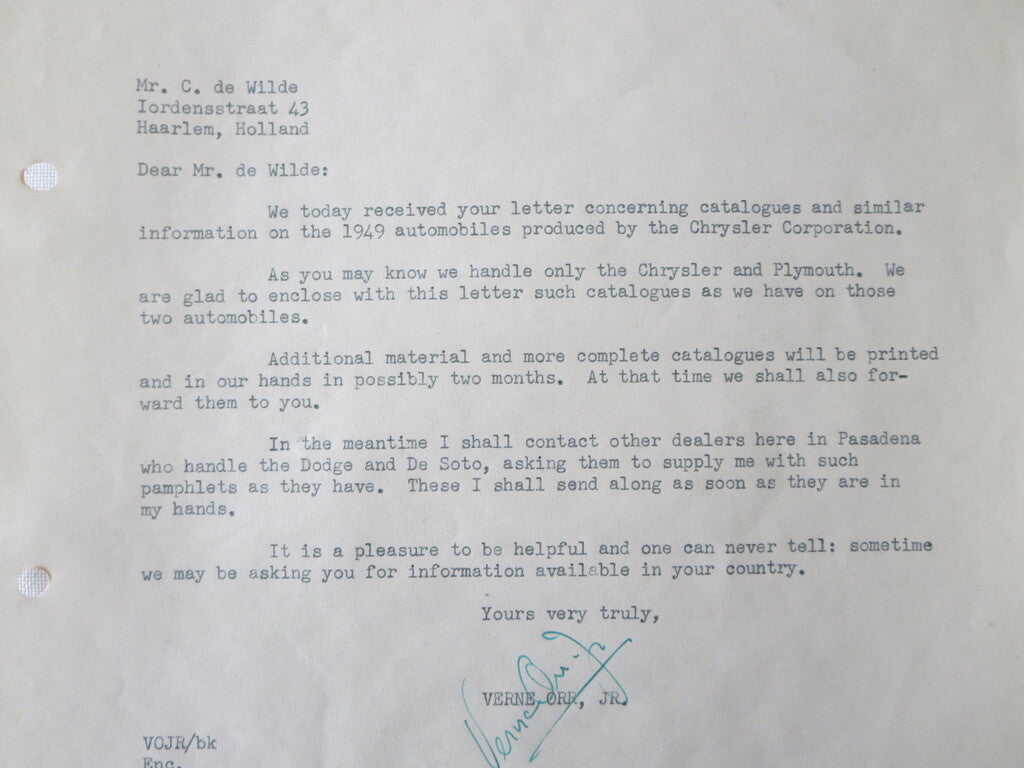 Mr. C. de Wilde
Iordensstraat 43
Haarlem, Holland
Dear Mr. de Wilde:
We today received your letter concerning catalogues and similar
information on the 1949 automobiles produced by the Chrysler Corporation.
As you may know we handle only the Chrysler and Plymouth. We
are glad to enclose with this letter such catalogues as we have on those
two automobiles.
Additional material and more complete catalogues will be printed
and in our hands in possibly two months. At that time we shall also for-
ward them to you.
In the meantime I shall contact other dealers here in Pasadena
who handle the Dodge and De Soto, asking them to supply me with such
pamphlets as they have. These I shall send along as soon as they are in
my hands.
It is a pleasure to be helpful and one can never tell: sometime
we may be asking you for information available in your country.
Yours very truly,
Verne Orr Jr
VERNE ORR, JR.
VOJR/bk
Enc.